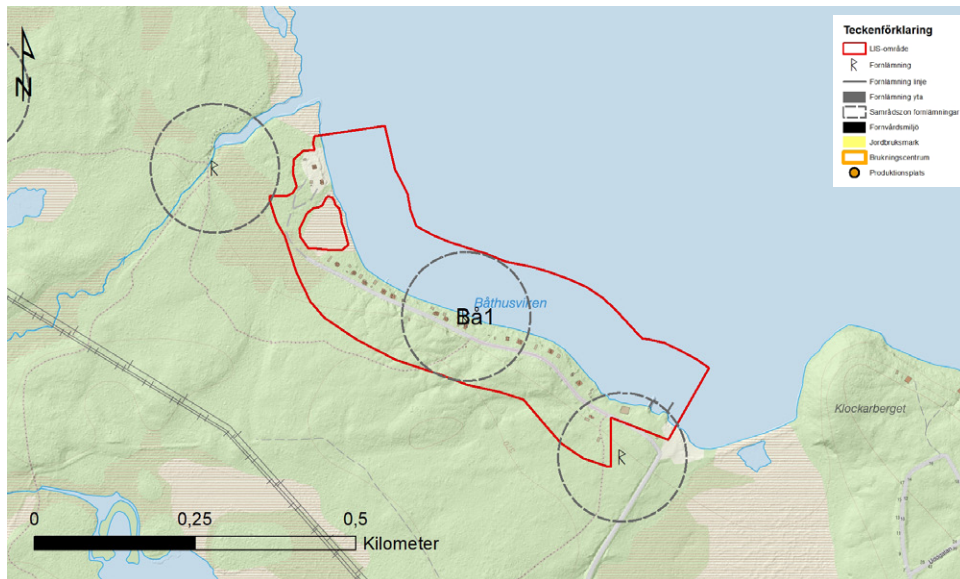 N
Teckenförklaring
LIS-område
Fornlämning
Fornlämning linje
Fornlämning yta
Samrådszon fornlämningar
Fornvårdsmiljö
Jordbruksmark
Brukningscentrum
Produktionsplats
R
Båthusviken
Bå1
Klockarberget
R
0
0,25
0,5
Kilometer